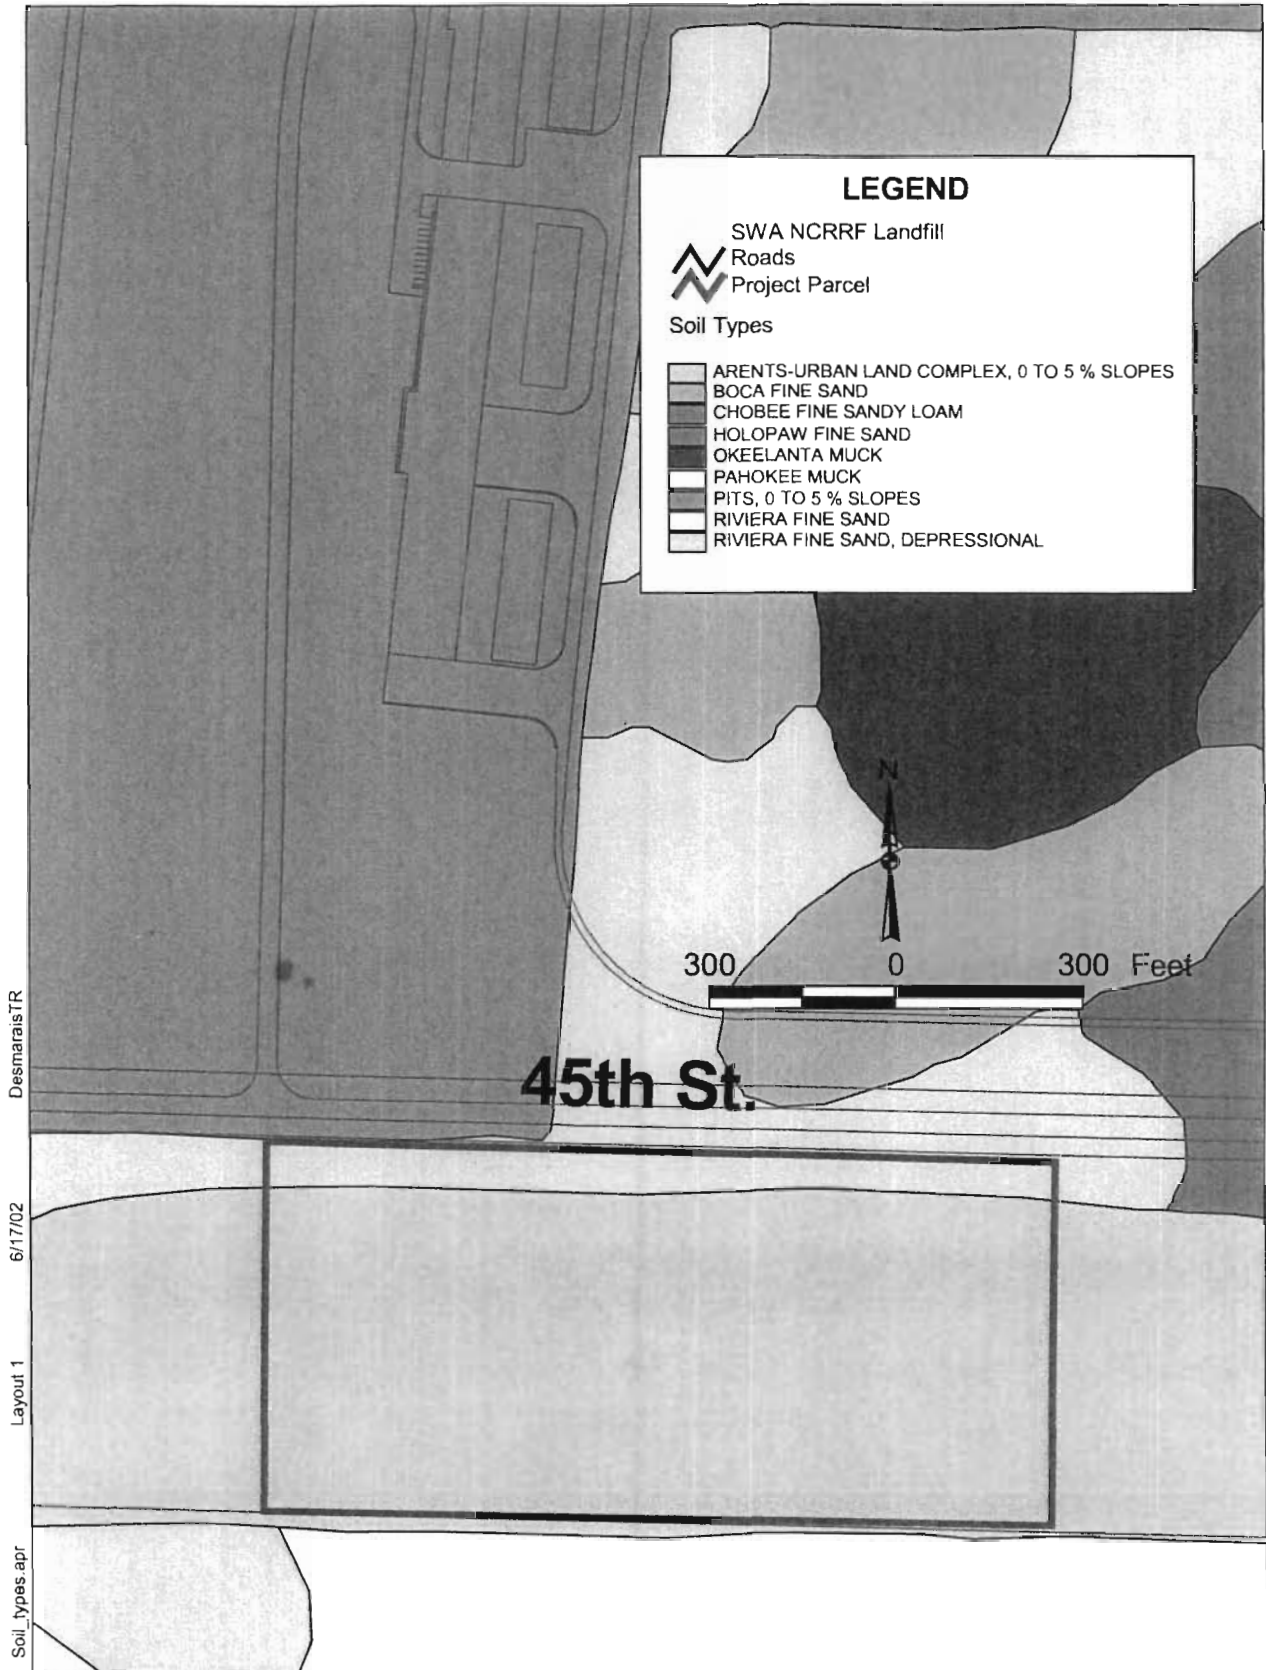 LEGEND
SWA NCRRF Landfill
Roads
Project Parcel
Soil Types
ARENTS-URBAN LAND COMPLEX, 0 TO 5 % SLOPES
BOCA FINE SAND
CHOBEE FINE SANDY LOAM
HOLOPAW FINE SAND
OKEELANTA MUCK
PAHOKEE MUCK
PITS, 0 TO 5 % SLOPES
RIVIERA FINE SAND
RIVIERA FINE SAND, DEPRESSIONAL
N
300 0 300 Feet
45th St.
Soil_types.apr Layout 1 6/17/02 DesmaraisTR